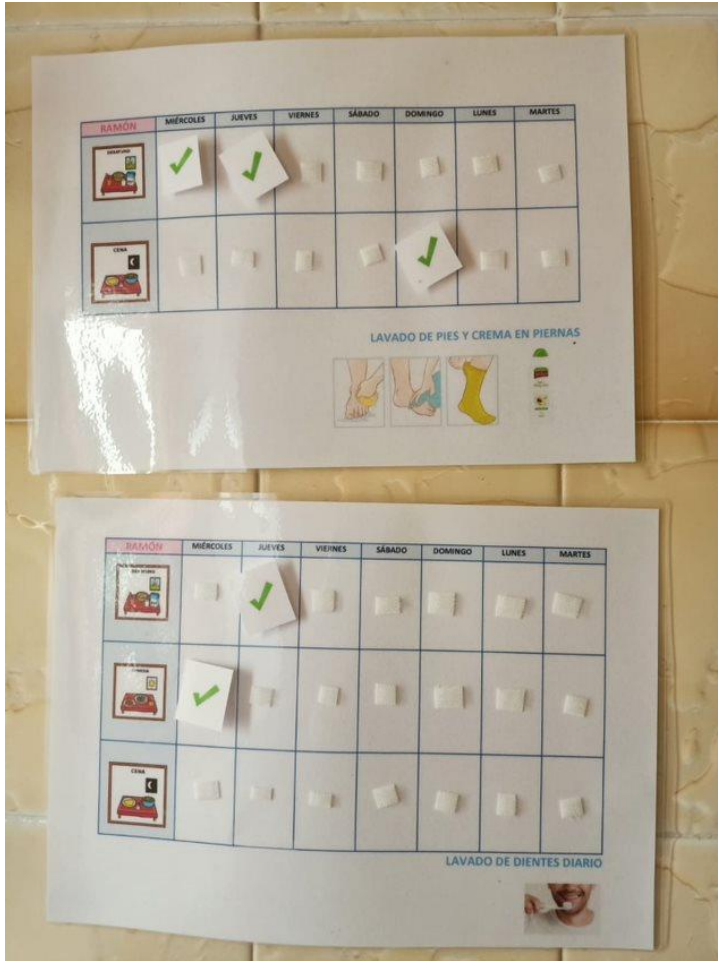 RAMÓN MIÉRCOLES JUEVES VIERNES SÁBADO DOMINGO LUNES MARTES
DESAYUNO
CENA
LAVADO DE PIES Y CREMA EN PIERNAS
RAMÓN MIÉRCOLES JUEVES VIERNES SÁBADO DOMINGO LUNES MARTES
CENA
LAVADO DE DIENTES DIARIO